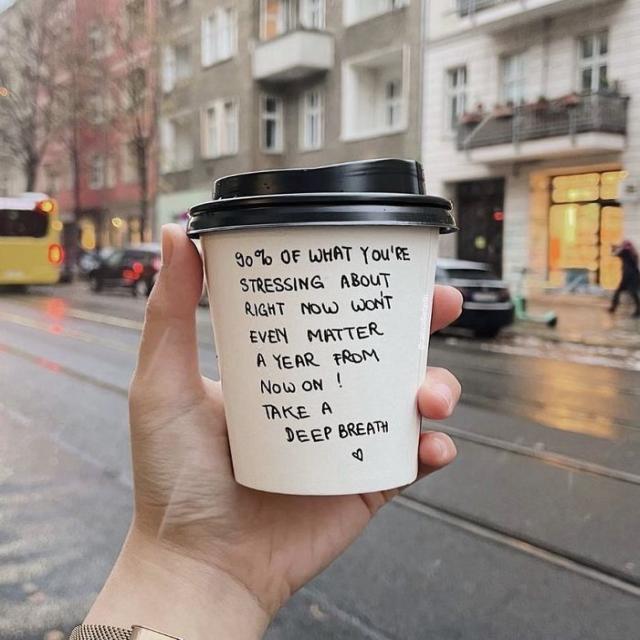 90% OF WHAT YOU'RE
STRESSING ABOUT
RIGHT NOW WON'T
EVEN MATTER
A YEAR FROM
NOW ON !
TAKE A
DEEP BREATH
♡